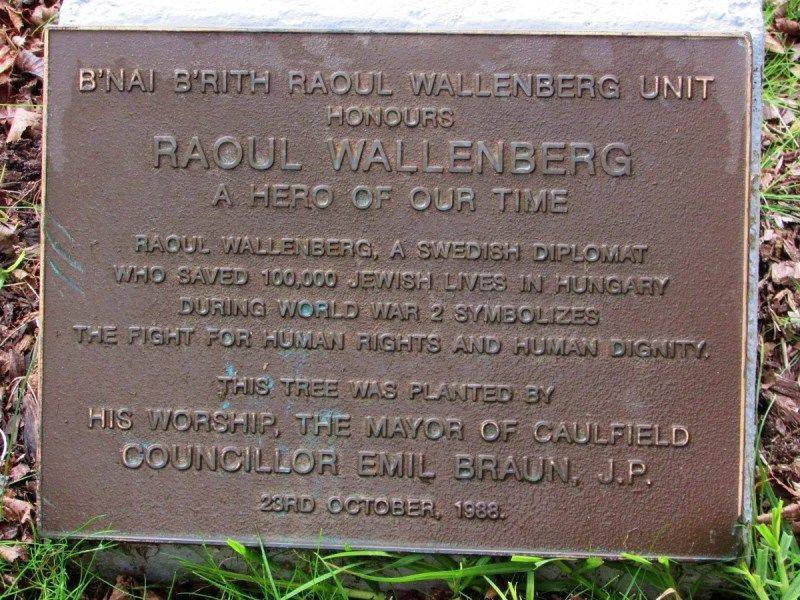 B'NAI B'RITH RAOUL WALLENBERG UNIT
HONOURS
RAOUL WALLENBERG
A HERO OF OUR TIME
RAOUL WALLENBERG, A SWEDISH DIPLOMAT
WHO SAVED 100,000 JEWISH LIVES IN HUNGARY
DURING WORLD WAR 2 SYMBOLIZES
THE FIGHT FOR HUMAN RIGHTS AND HUMAN DIGNITY.
THIS TREE WAS PLANTED BY
HIS WORSHIP, THE MAYOR OF CAULFIELD
COUNCILLOR EMIL BRAUN, J.P.
23RD OCTOBER, 1988.